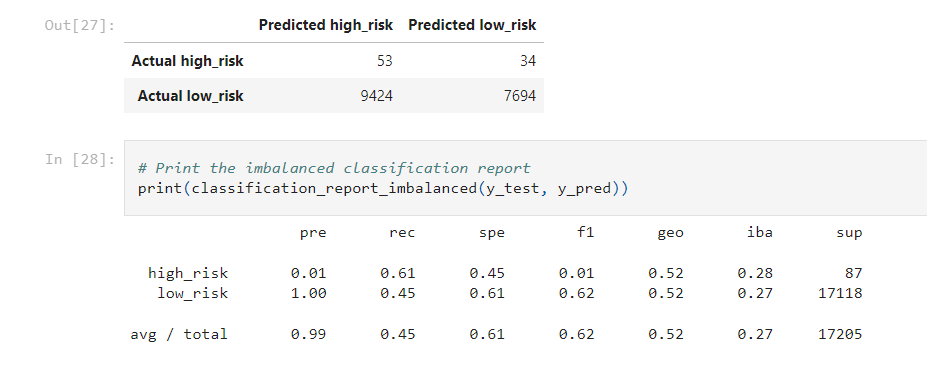 Out[27]:
Predicted high_risk Predicted low_risk
Actual high_risk 53 34
Actual low_risk 9424 7694
In [28]:
# Print the imbalanced classification report
print(classification_report_imbalanced(y_test, y_pred))
pre rec spe f1 geo iba sup
high_risk 0.01 0.61 0.45 0.01 0.52 0.28 87
low_risk 1.00 0.45 0.61 0.62 0.52 0.27 17118
avg / total 0.99 0.45 0.61 0.62 0.52 0.27 17205